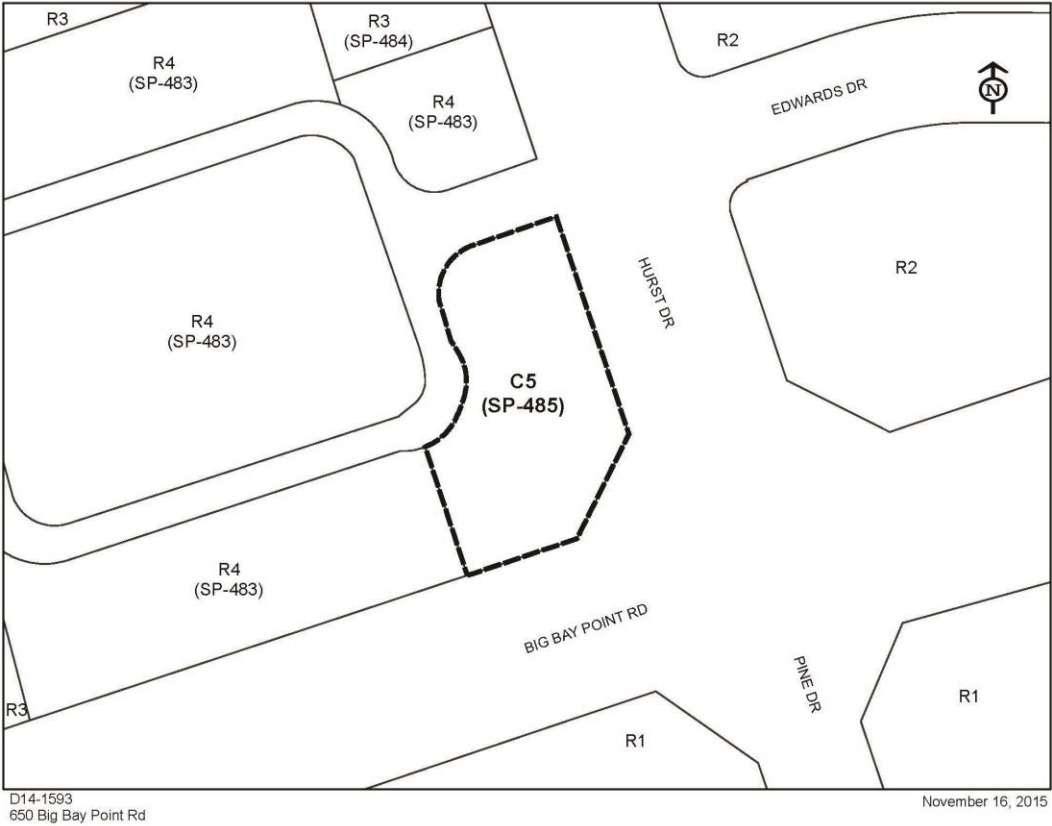 R3
R3
(SP-484)
R2
R4
(SP-483)
R4
(SP-483)
EDWARDS DR
N
HURST DR
R2
R4
(SP-483)
C5
(SP-485)
R4
(SP-483)
BIG BAY POINT RD
PINE DR
R3
R1
R1
D14-1593
650 Big Bay Point Rd
November 16, 2015